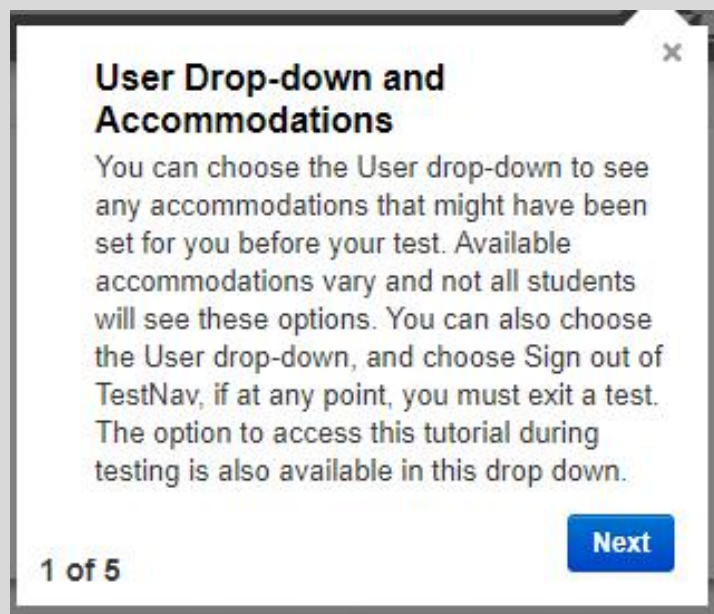 User Drop-down and
Accommodations
You can choose the User drop-down to see
any accommodations that might have been
set for you before your test. Available
accommodations vary and not all students
will see these options. You can also choose
the User drop-down, and choose Sign out of
TestNav, if at any point, you must exit a test.
The option to access this tutorial during
testing is also available in this drop down.
Next
1 of 5